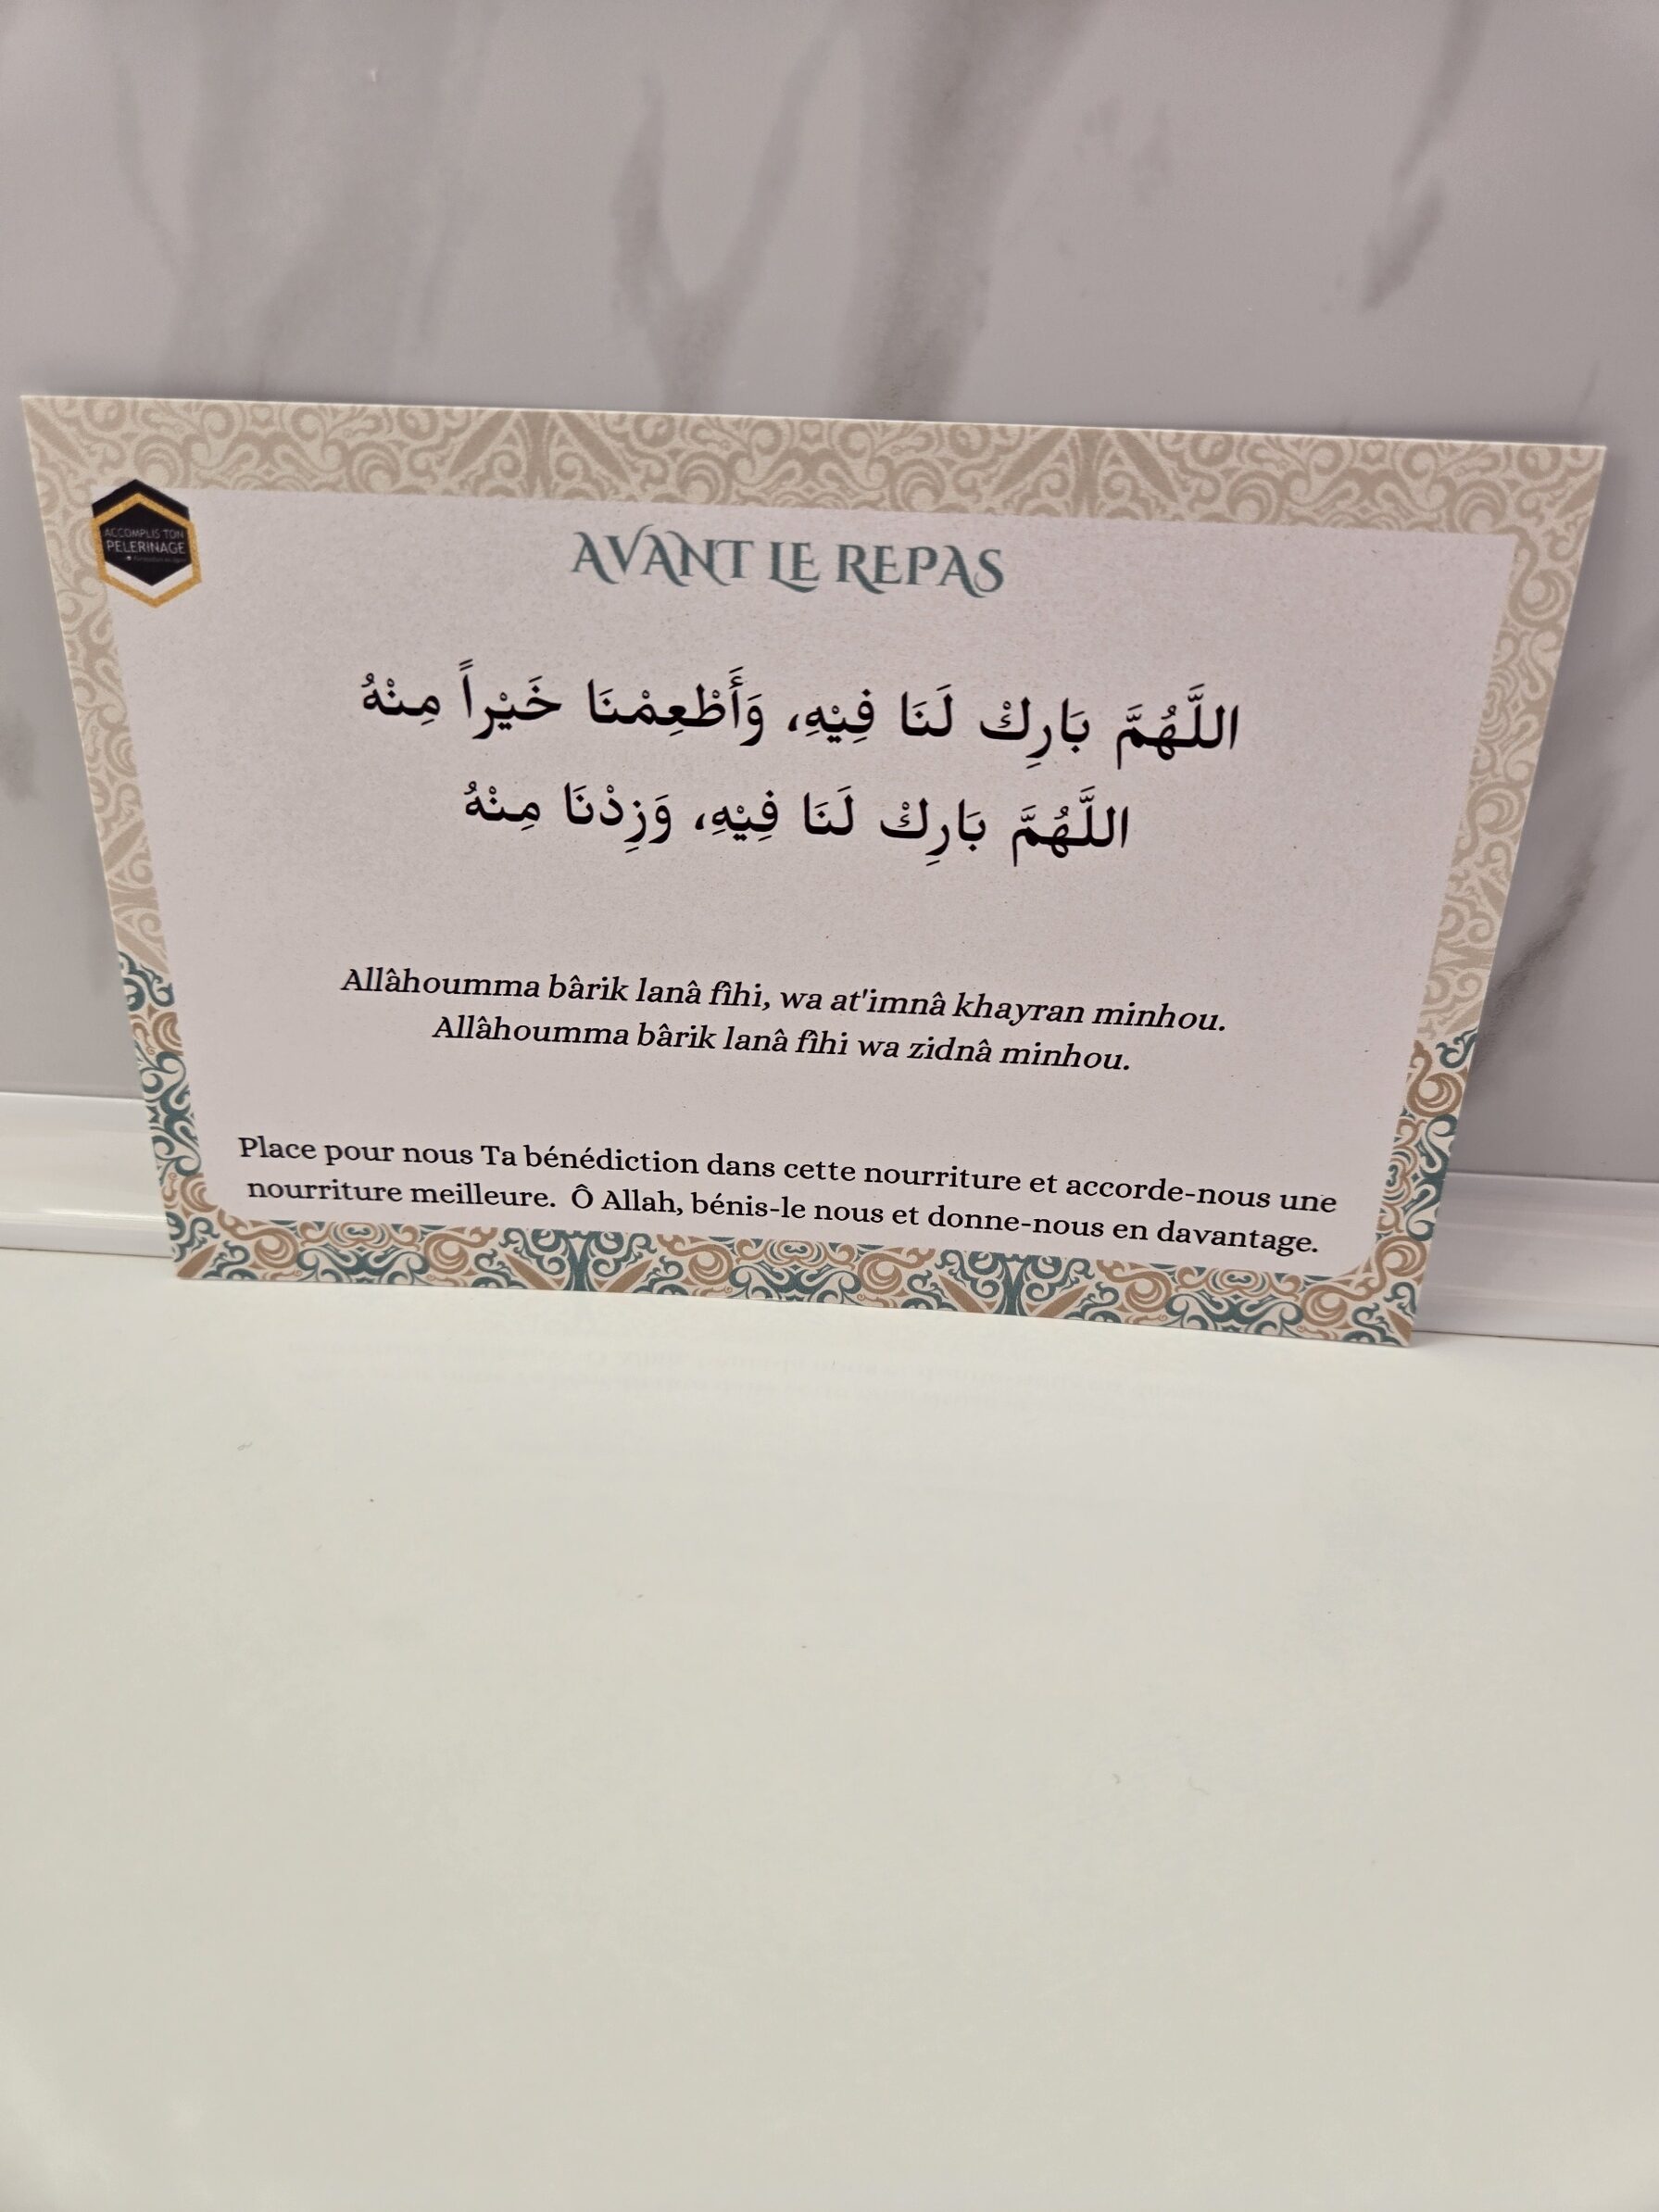 ACCOMPLIS TON
PELERINAGE
AVANT LE REPAS
اللَّهُمَّ بَارِكْ لَنَا فِيْهِ، وَأَطْعِمْنَا خَيْراً مِنْهُ
اللَّهُمَّ بَارِكْ لَنَا فِيْهِ، وَزِدْنَا مِنْهُ
Allâhoumma bârik lanâ fîhi, wa at'imnâ khayran minhou.
Allâhoumma bârik lanâ fîhi wa zidnâ minhou.
Place pour nous Ta bénédiction dans cette nourriture et accorde-nous une
nourriture meilleure. Ô Allah, bénis-le nous et donne-nous en davantage.